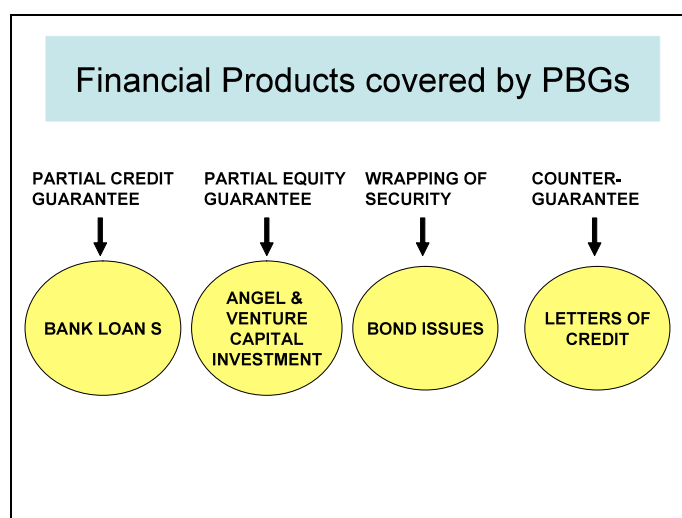 Financial Products covered by PBGs
PARTIAL CREDIT
GUARANTEE
PARTIAL EQUITY
GUARANTEE
WRAPPING OF
SECURITY
COUNTER-
GUARANTEE
BANK LOAN S
ANGEL &
VENTURE
CAPITAL
INVESTMENT
BOND ISSUES
LETTERS OF
CREDIT